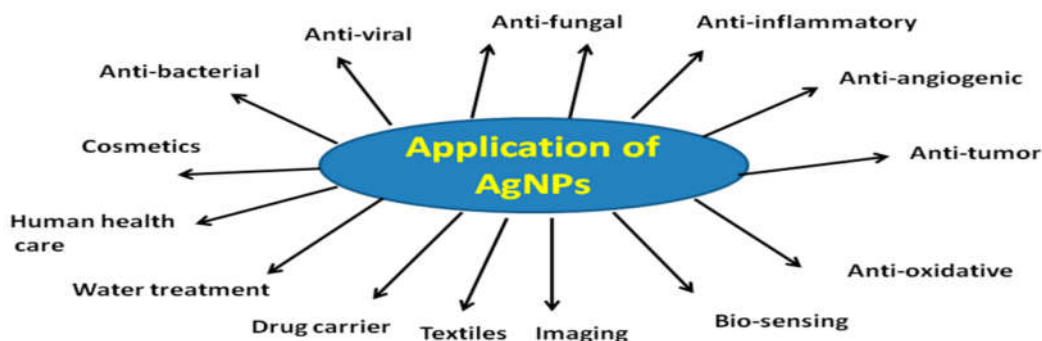 Anti-fungal
Anti-inflammatory
Anti-viral
Anti-bacterial
Anti-angiogenic
Application of
AgNPs
Cosmetics
Anti-tumor
Human health
care
Anti-oxidative
Water treatment
Drug carrier
Textiles
Imaging
Bio-sensing